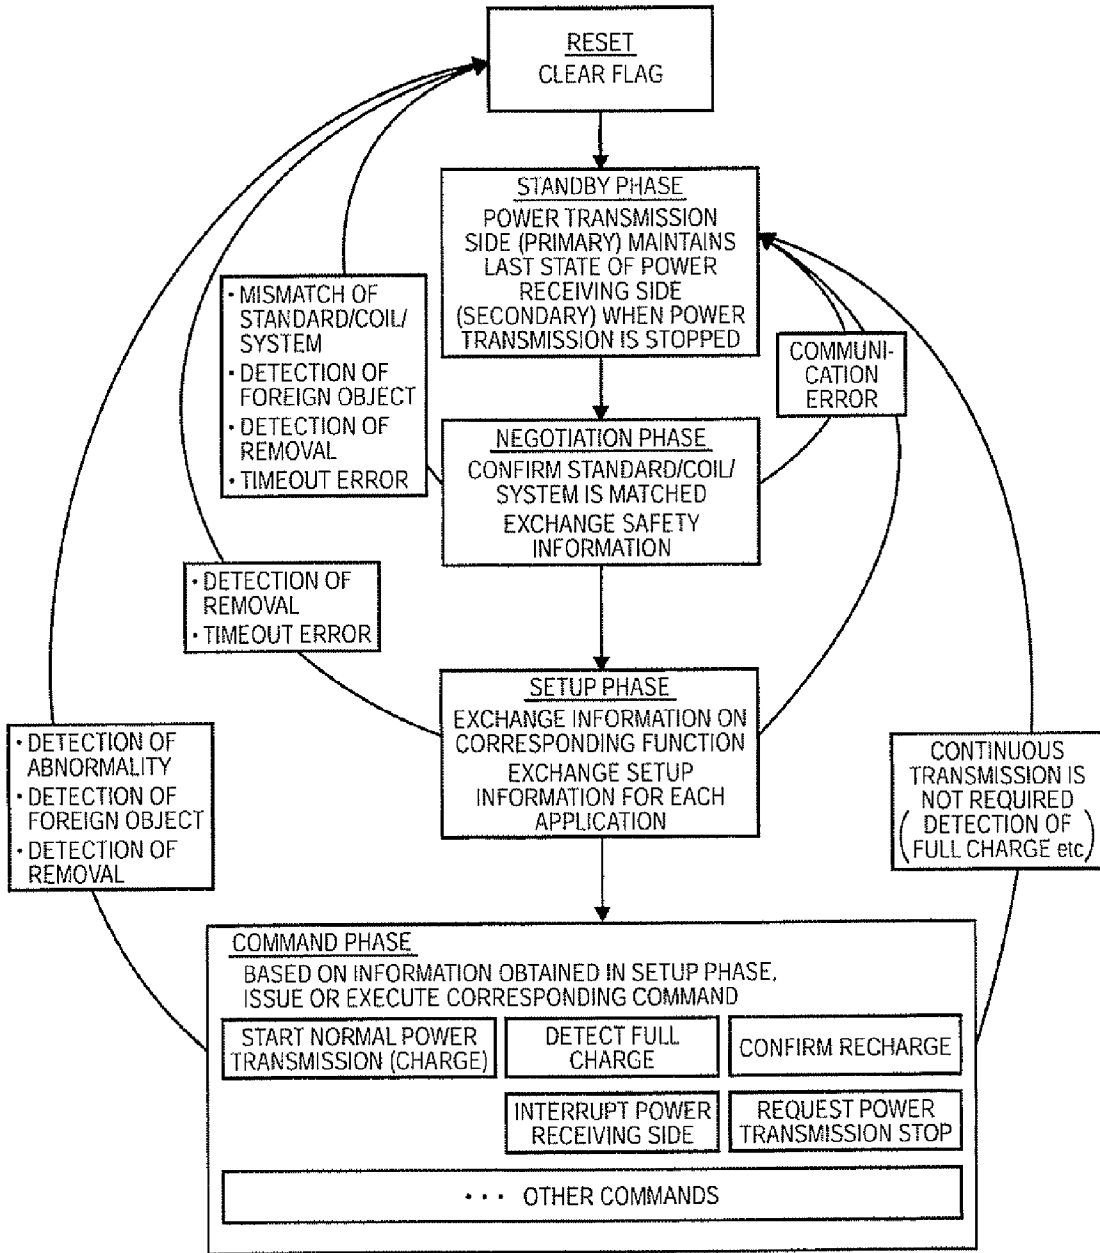 RESET
CLEAR FLAG
STANDBY PHASE
POWER TRANSMISSION
SIDE (PRIMARY) MAINTAINS
LAST STATE OF POWER
RECEIVING SIDE
(SECONDARY) WHEN POWER
TRANSMISSION IS STOPPED
· MISMATCH OF
STANDARD/COIL/
SYSTEM
· DETECTION OF
FOREIGN OBJECT
· DETECTION OF
REMOVAL
· TIMEOUT ERROR
COMMUNI-
CATION
ERROR
NEGOTIATION PHASE
CONFIRM STANDARD/COIL/
SYSTEM IS MATCHED
EXCHANGE SAFETY
INFORMATION
· DETECTION OF
REMOVAL
· TIMEOUT ERROR
SETUP PHASE
EXCHANGE INFORMATION ON
CORRESPONDING FUNCTION
EXCHANGE SETUP
INFORMATION FOR EACH
APPLICATION
· DETECTION OF
ABNORMALITY
· DETECTION OF
FOREIGN OBJECT
· DETECTION OF
REMOVAL
CONTINUOUS
TRANSMISSION IS
NOT REQUIRED
(DETECTION OF
FULL CHARGE etc)
COMMAND PHASE
BASED ON INFORMATION OBTAINED IN SETUP PHASE,
ISSUE OR EXECUTE CORRESPONDING COMMAND
START NORMAL POWER
TRANSMISSION (CHARGE)
DETECT FULL
CHARGE
CONFIRM RECHARGE
INTERRUPT POWER
RECEIVING SIDE
REQUEST POWER
TRANSMISSION STOP
··· OTHER COMMANDS